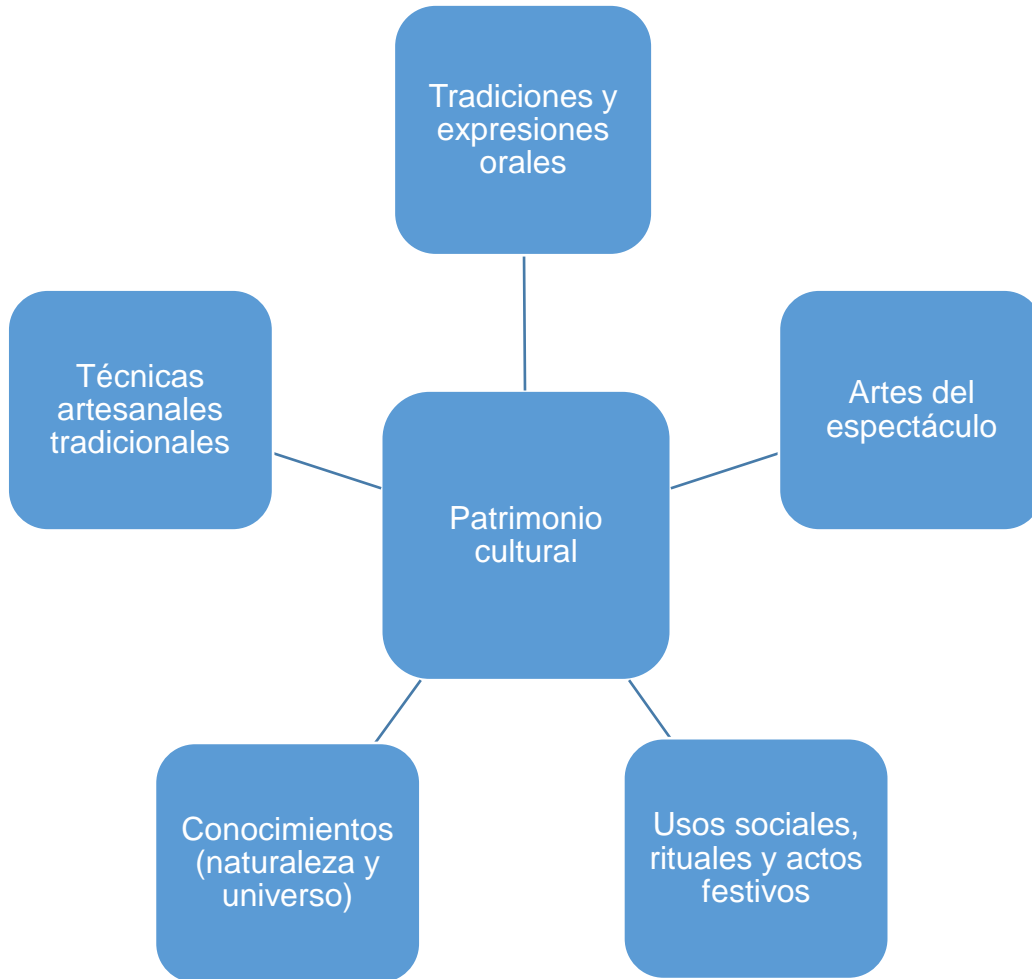 Tradiciones y
expresiones
orales
Técnicas
artesanales
tradicionales
Artes del
espectáculo
Patrimonio
cultural
Conocimientos
(naturaleza y
universo)
Usos sociales,
rituales y actos
festivos